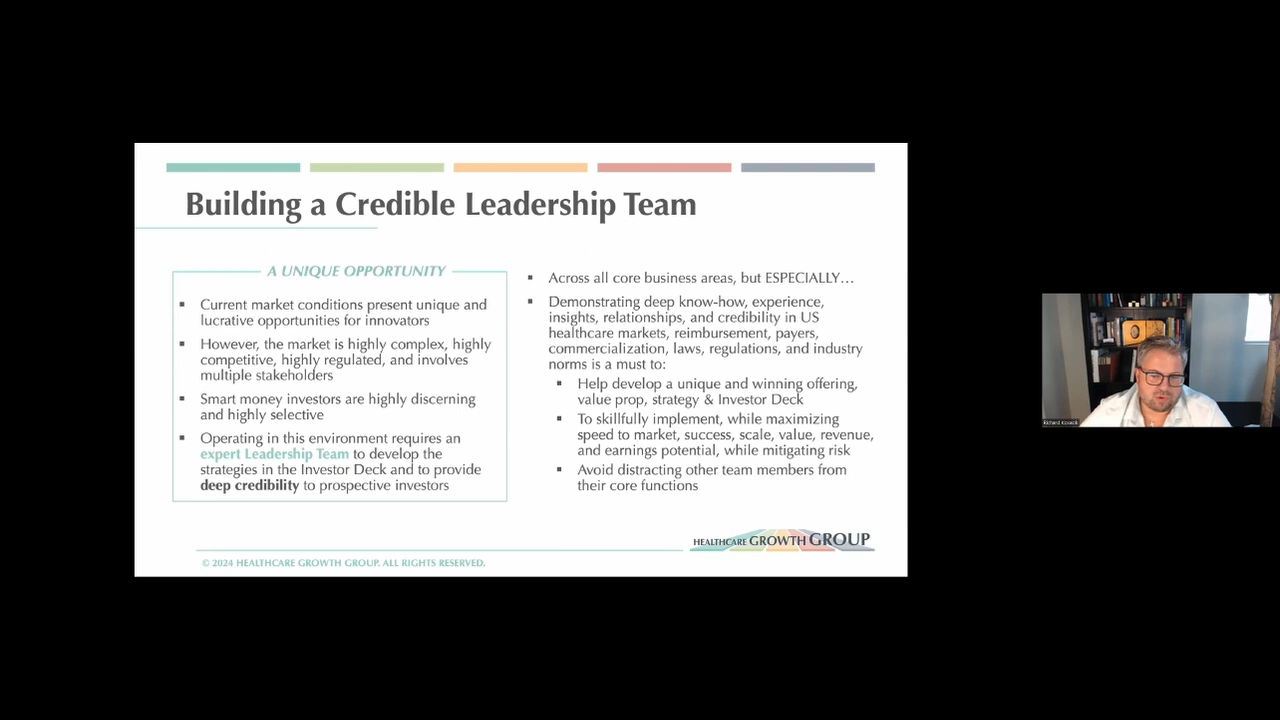 Building a Credible Leadership Team
A UNIQUE OPPORTUNITY
▪ Current market conditions present unique and
lucrative opportunities for innovators
▪ However, the market is highly complex, highly
competitive, highly regulated, and involves
multiple stakeholders
▪ Smart money investors are highly discerning
and highly selective
▪ Operating in this environment requires an
expert Leadership Team to develop the
strategies in the Investor Deck and to provide
deep credibility to prospective investors
▪ Across all core business areas, but ESPECIALLY…
▪ Demonstrating deep know-how, experience,
insights, relationships, and credibility in US
healthcare markets, reimbursement, payers,
commercialization, laws, regulations, and industry
norms is a must to:
▪ Help develop a unique and winning offering,
value prop, strategy & Investor Deck
▪ To skillfully implement, while maximizing
speed to market, success, scale, value, revenue,
and earnings potential, while mitigating risk
▪ Avoid distracting other team members from
their core functions
HEALTHCARE GROWTH GROUP
© 2024 HEALTHCARE GROWTH GROUP. ALL RIGHTS RESERVED.
Richard